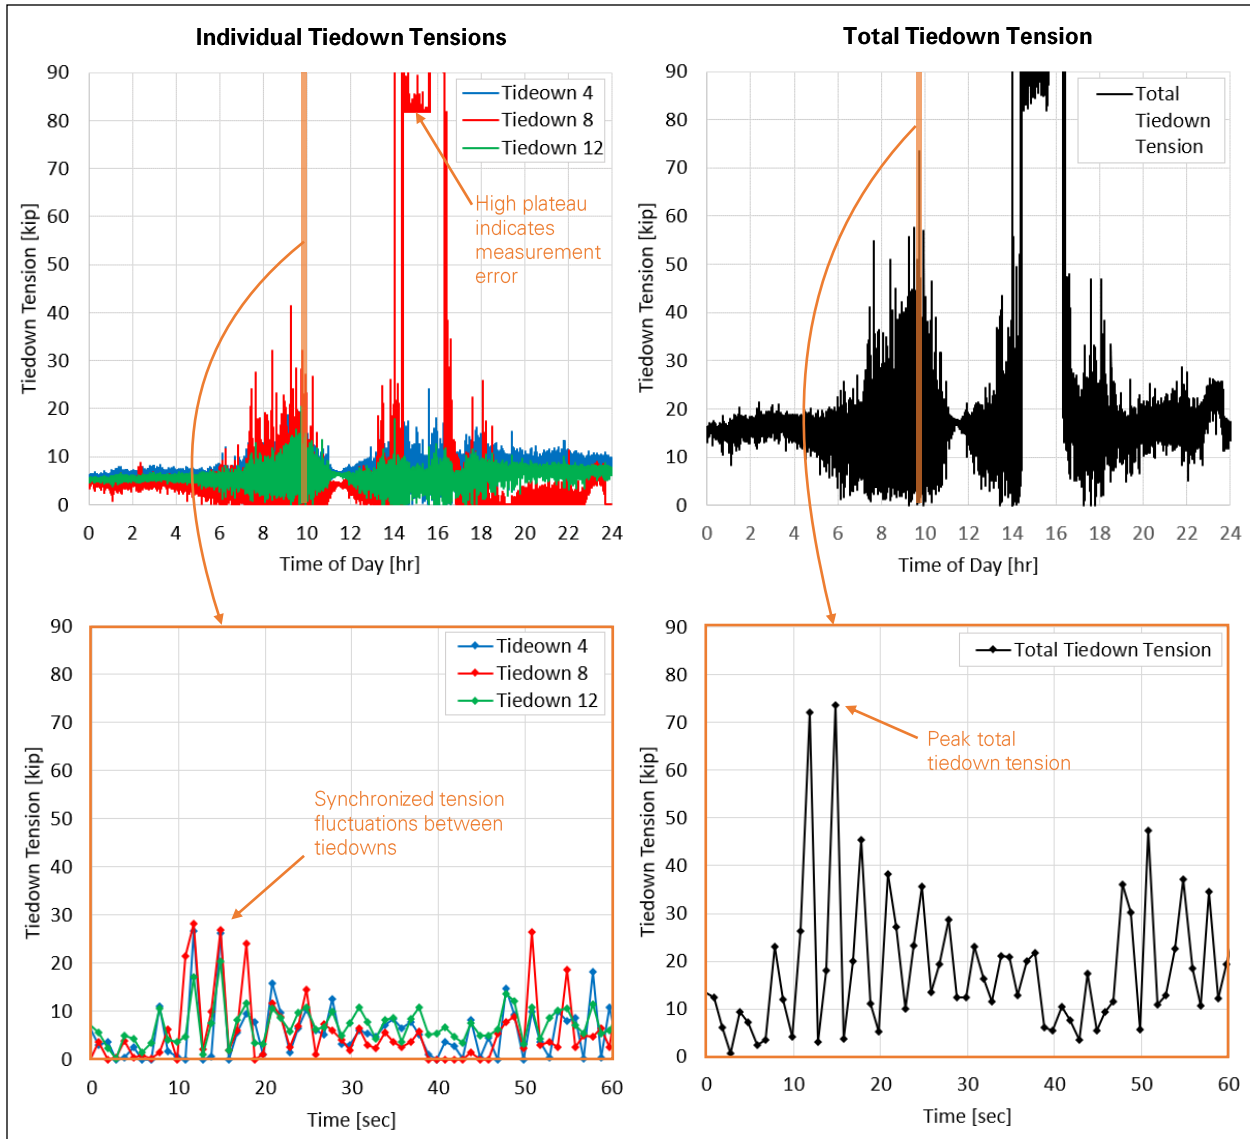 Individual Tiedown Tensions
90
80
70
60
50
40
30
20
10
0
Tiedown Tension [kip]
0 2 4 6 8 10 12 14 16 18 20 22 24
Time of Day [hr]
Tideown 4
Tiedown 8
Tiedown 12
High plateau
indicates
measurement
error
Total Tiedown Tension
90
80
70
60
50
40
30
20
10
0
Tiedown Tension [kip]
0 2 4 6 8 10 12 14 16 18 20 22 24
Time of Day [hr]
Total
Tiedown
Tension
90
80
70
60
50
40
30
20
10
0
Tiedown Tension [kip]
0 10 20 30 40 50 60
Time [sec]
Tideown 4
Tiedown 8
Tiedown 12
Synchronized tension
fluctuations between
tiedowns
90
80
70
60
50
40
30
20
10
0
Tiedown Tension [kip]
0 10 20 30 40 50 60
Time [sec]
Total Tiedown Tension
Peak total
tiedown tension